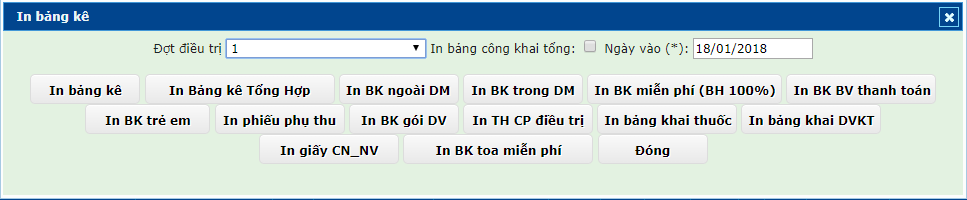 In bảng kê
Đợt điều trị 1 In bảng công khai tổng: Ngày vào (*): 18/01/2018
In bảng kê In Bảng kê Tổng Hợp In BK ngoài DM In BK trong DM In BK miễn phí (BH 100%) In BK BV thanh toán
In BK trẻ em In phiếu phụ thu In BK gói DV In TH CP điều trị In bảng khai thuốc In bảng khai DVKT
In giấy CN_NV In BK toa miễn phí Đóng